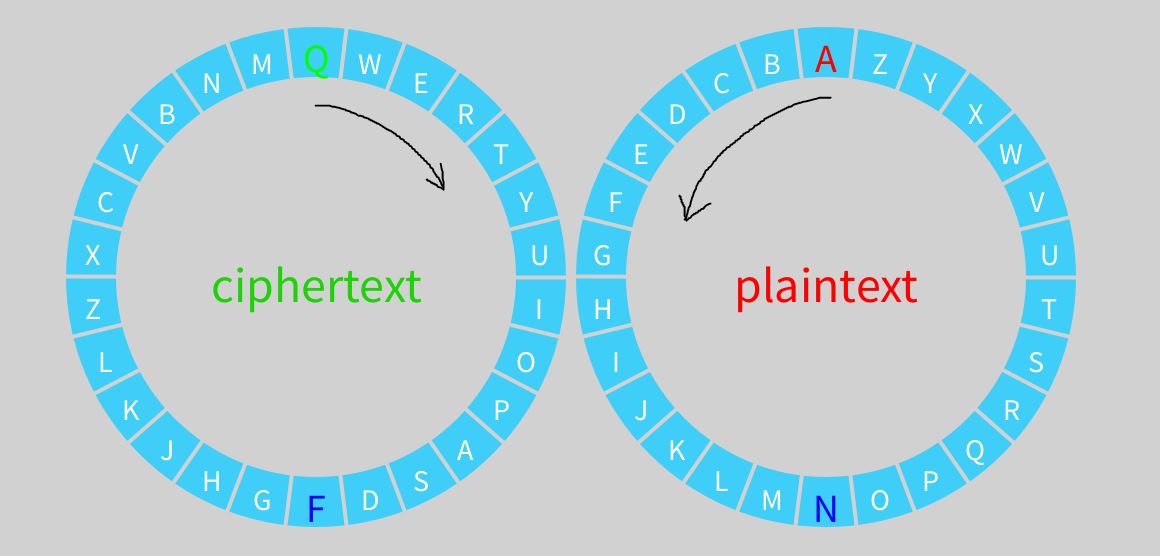 Q W E R T Y U I O P A S D F G H J K L Z X C V B N M
ciphertext
A Z Y X W V U T S R Q P O N M L K J I H G F E D C B
plaintext